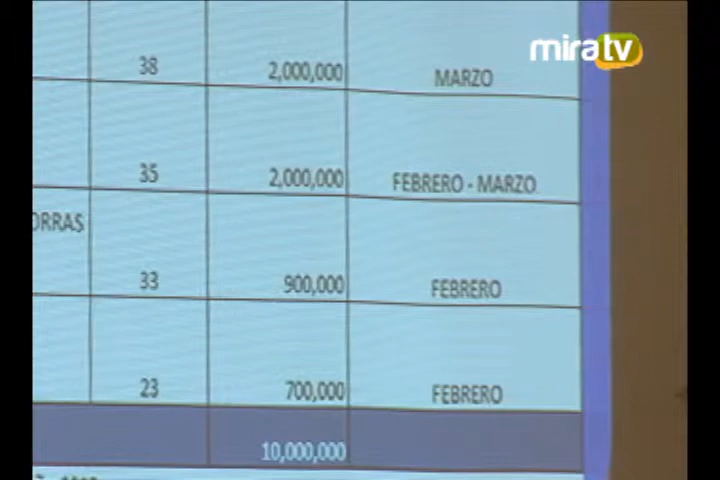 miratv
38 2,000,000 MARZO
35 2,000,000 FEBRERO - MARZO
ORRAS
33 900,000 FEBRERO
23 700,000 FEBRERO
10,000,000